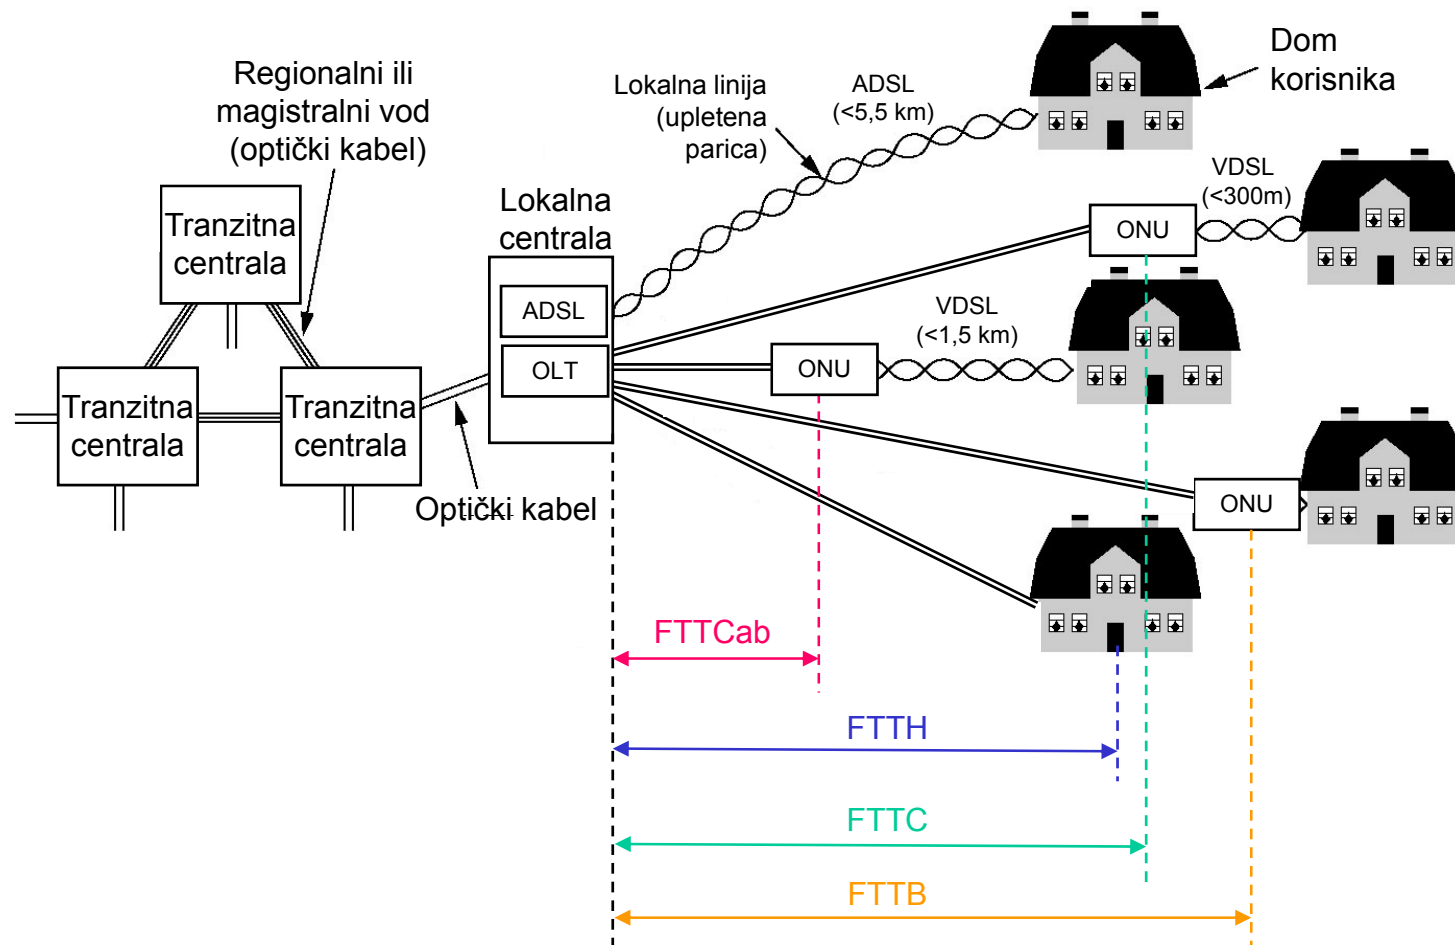 Regionalni ili
magistralni vod
(optički kabel)
Lokalna linija
(upletena
parica)
ADSL
(<5,5 km)
Dom
korisnika
VDSL
(<300m)
Tranzitna
centrala
Lokalna
centrala
ONU
ADSL
VDSL
(<1,5 km)
OLT
ONU
Tranzitna
centrala
Tranzitna
centrala
Optički kabel
ONU
FTTCab
FTTH
FTTC
FTTB